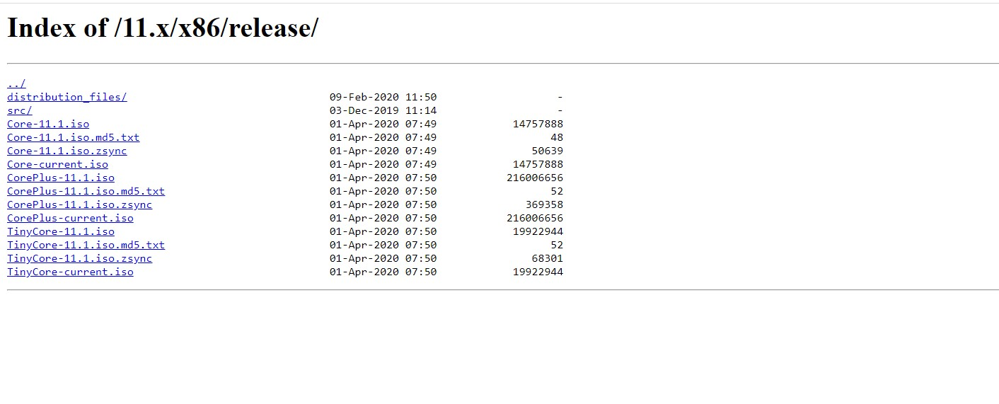 Index of /11.x/x86/release/
../
distribution_files/ 09-Feb-2020 11:50 -
src/ 03-Dec-2019 11:14 -
Core-11.1.iso 01-Apr-2020 07:49 14757888
Core-11.1.iso.md5.txt 01-Apr-2020 07:49 48
Core-11.1.iso.zsync 01-Apr-2020 07:49 50639
Core-current.iso 01-Apr-2020 07:49 14757888
CorePlus-11.1.iso 01-Apr-2020 07:50 216006656
CorePlus-11.1.iso.md5.txt 01-Apr-2020 07:50 52
CorePlus-11.1.iso.zsync 01-Apr-2020 07:50 369358
CorePlus-current.iso 01-Apr-2020 07:50 216006656
TinyCore-11.1.iso 01-Apr-2020 07:50 19922944
TinyCore-11.1.iso.md5.txt 01-Apr-2020 07:50 52
TinyCore-11.1.iso.zsync 01-Apr-2020 07:50 68301
TinyCore-current.iso 01-Apr-2020 07:50 19922944